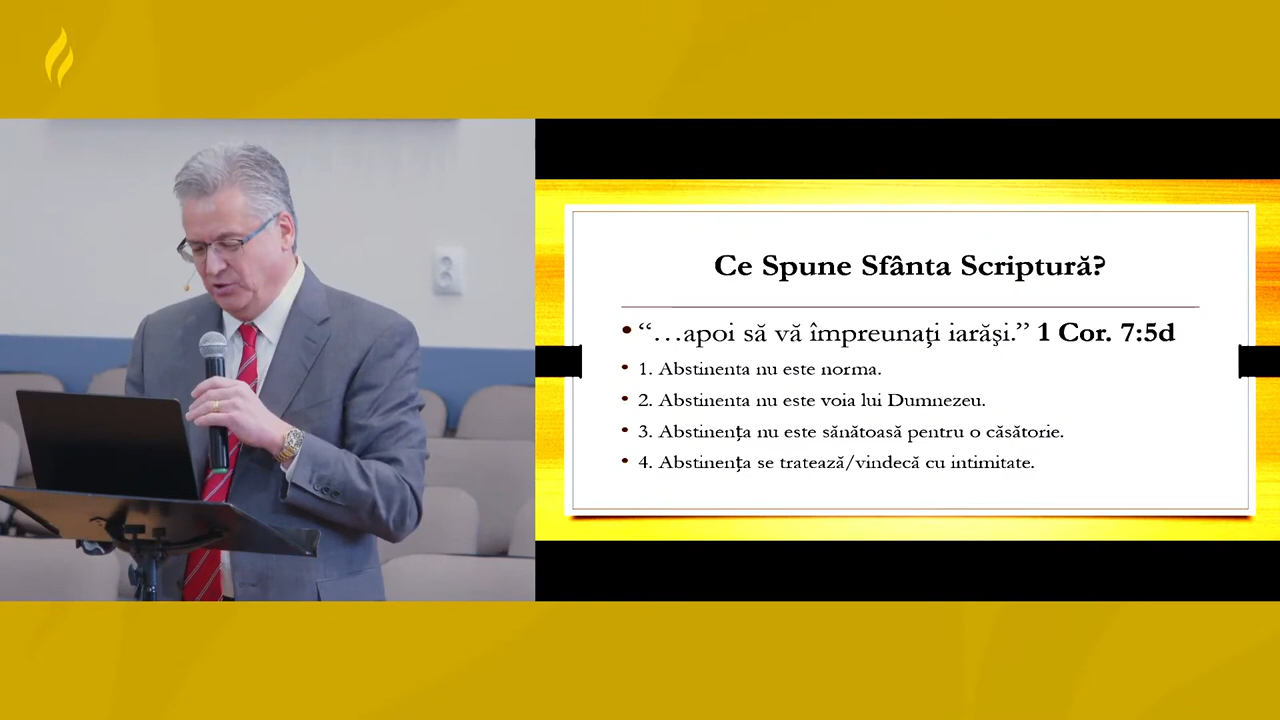 Ce Spune Sfânta Scriptură?
• “…apoi să vă împreunaţi iarăşi.” 1 Cor. 7:5d
• 1. Abstinenta nu este norma.
• 2. Abstinenta nu este voia lui Dumnezeu.
• 3. Abstinenţa nu este sănătoasă pentru o căsătorie.
• 4. Abstinenţa se tratează/vindecă cu intimitate.